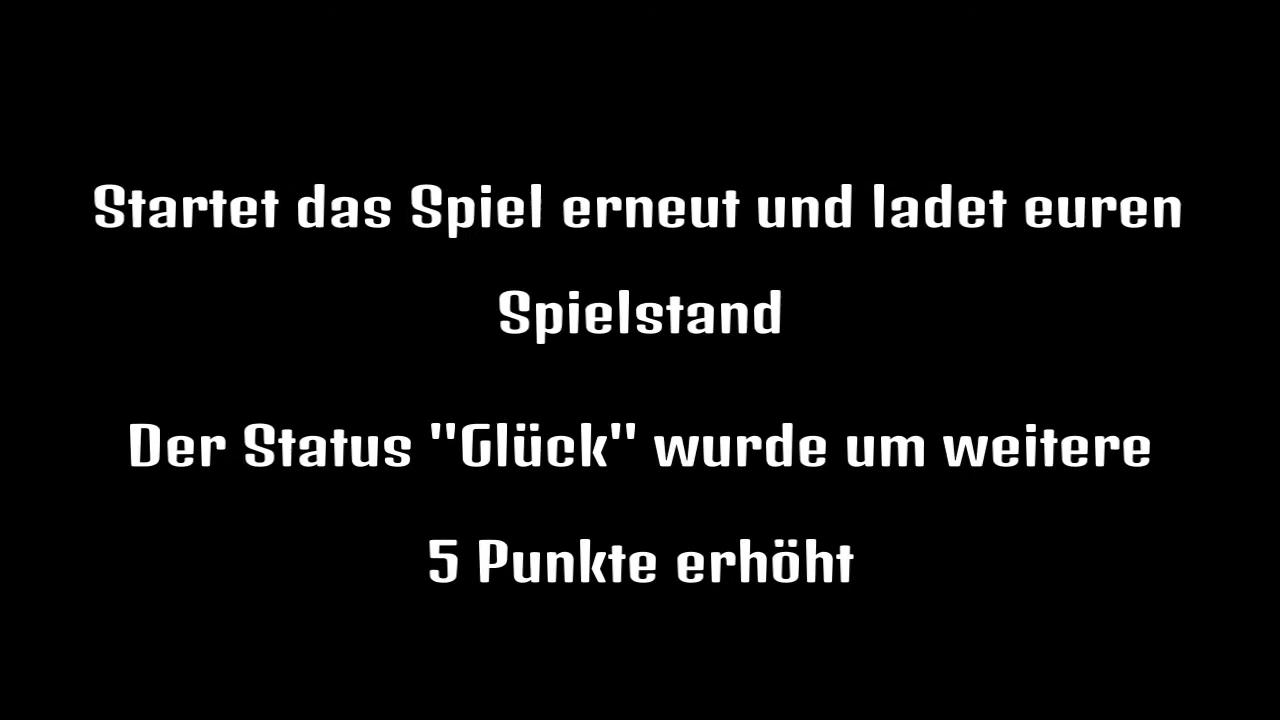 Startet das Spiel erneut und ladet euren
Spielstand
Der Status "Glück" wurde um weitere
5 Punkte erhöht